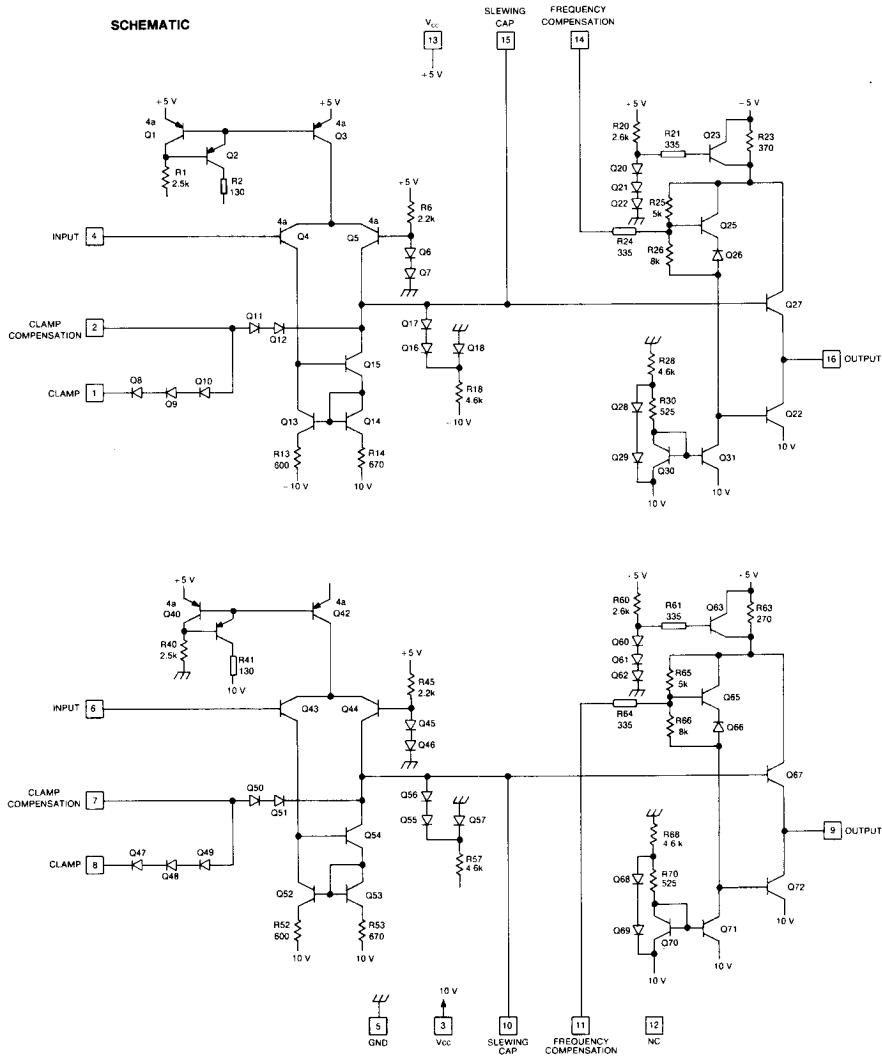 SCHEMATIC
VCC
13
+5 V
SLEWING
CAP
15
FREQUENCY
COMPENSATION
14
+5 V
4a
Q1
Q2
R1
2.5k
R2
130
+5 V
4a
Q3
INPUT
4
4a
Q4
4a
Q5
+5 V
R6
2.2k
Q6
Q7
CLAMP
COMPENSATION
2
Q11
Q12
CLAMP
1
Q8
Q9
Q10
Q15
Q13
Q14
R13
600
−10 V
R14
670
10 V
Q17
Q16
Q18
R18
4.6k
−10 V
+5 V
R20
2.6k
R21
335
Q23
−5 V
R23
370
Q20
Q21
Q22
R25
5k
Q25
R24
335
R26
8k
Q26
Q27
16
OUTPUT
R28
4.6k
R30
525
Q28
Q29
Q30
Q31
Q22
10 V
10 V
10 V
+5 V
4a
Q40
R40
2.5k
R41
130
10 V
+5 V
4a
Q42
INPUT
6
Q43
Q44
+5 V
R45
2.2k
Q45
Q46
CLAMP
COMPENSATION
7
Q50
Q51
CLAMP
8
Q47
Q48
Q49
Q54
Q52
Q53
R52
600
10 V
R53
670
10 V
Q56
Q55
Q57
R57
4.6k
5 V
R60
2.6k
R61
335
Q63
5 V
R63
270
Q60
Q61
Q62
R65
5k
Q65
R64
335
R66
8k
Q66
Q67
9
OUTPUT
R68
4.6 k
R70
525
Q68
Q69
Q70
Q71
Q72
10 V
10 V
10 V
5
GND
10 V
3
VCC
10
SLEWING
CAP
11
FREQUENCY
COMPENSATION
12
NC